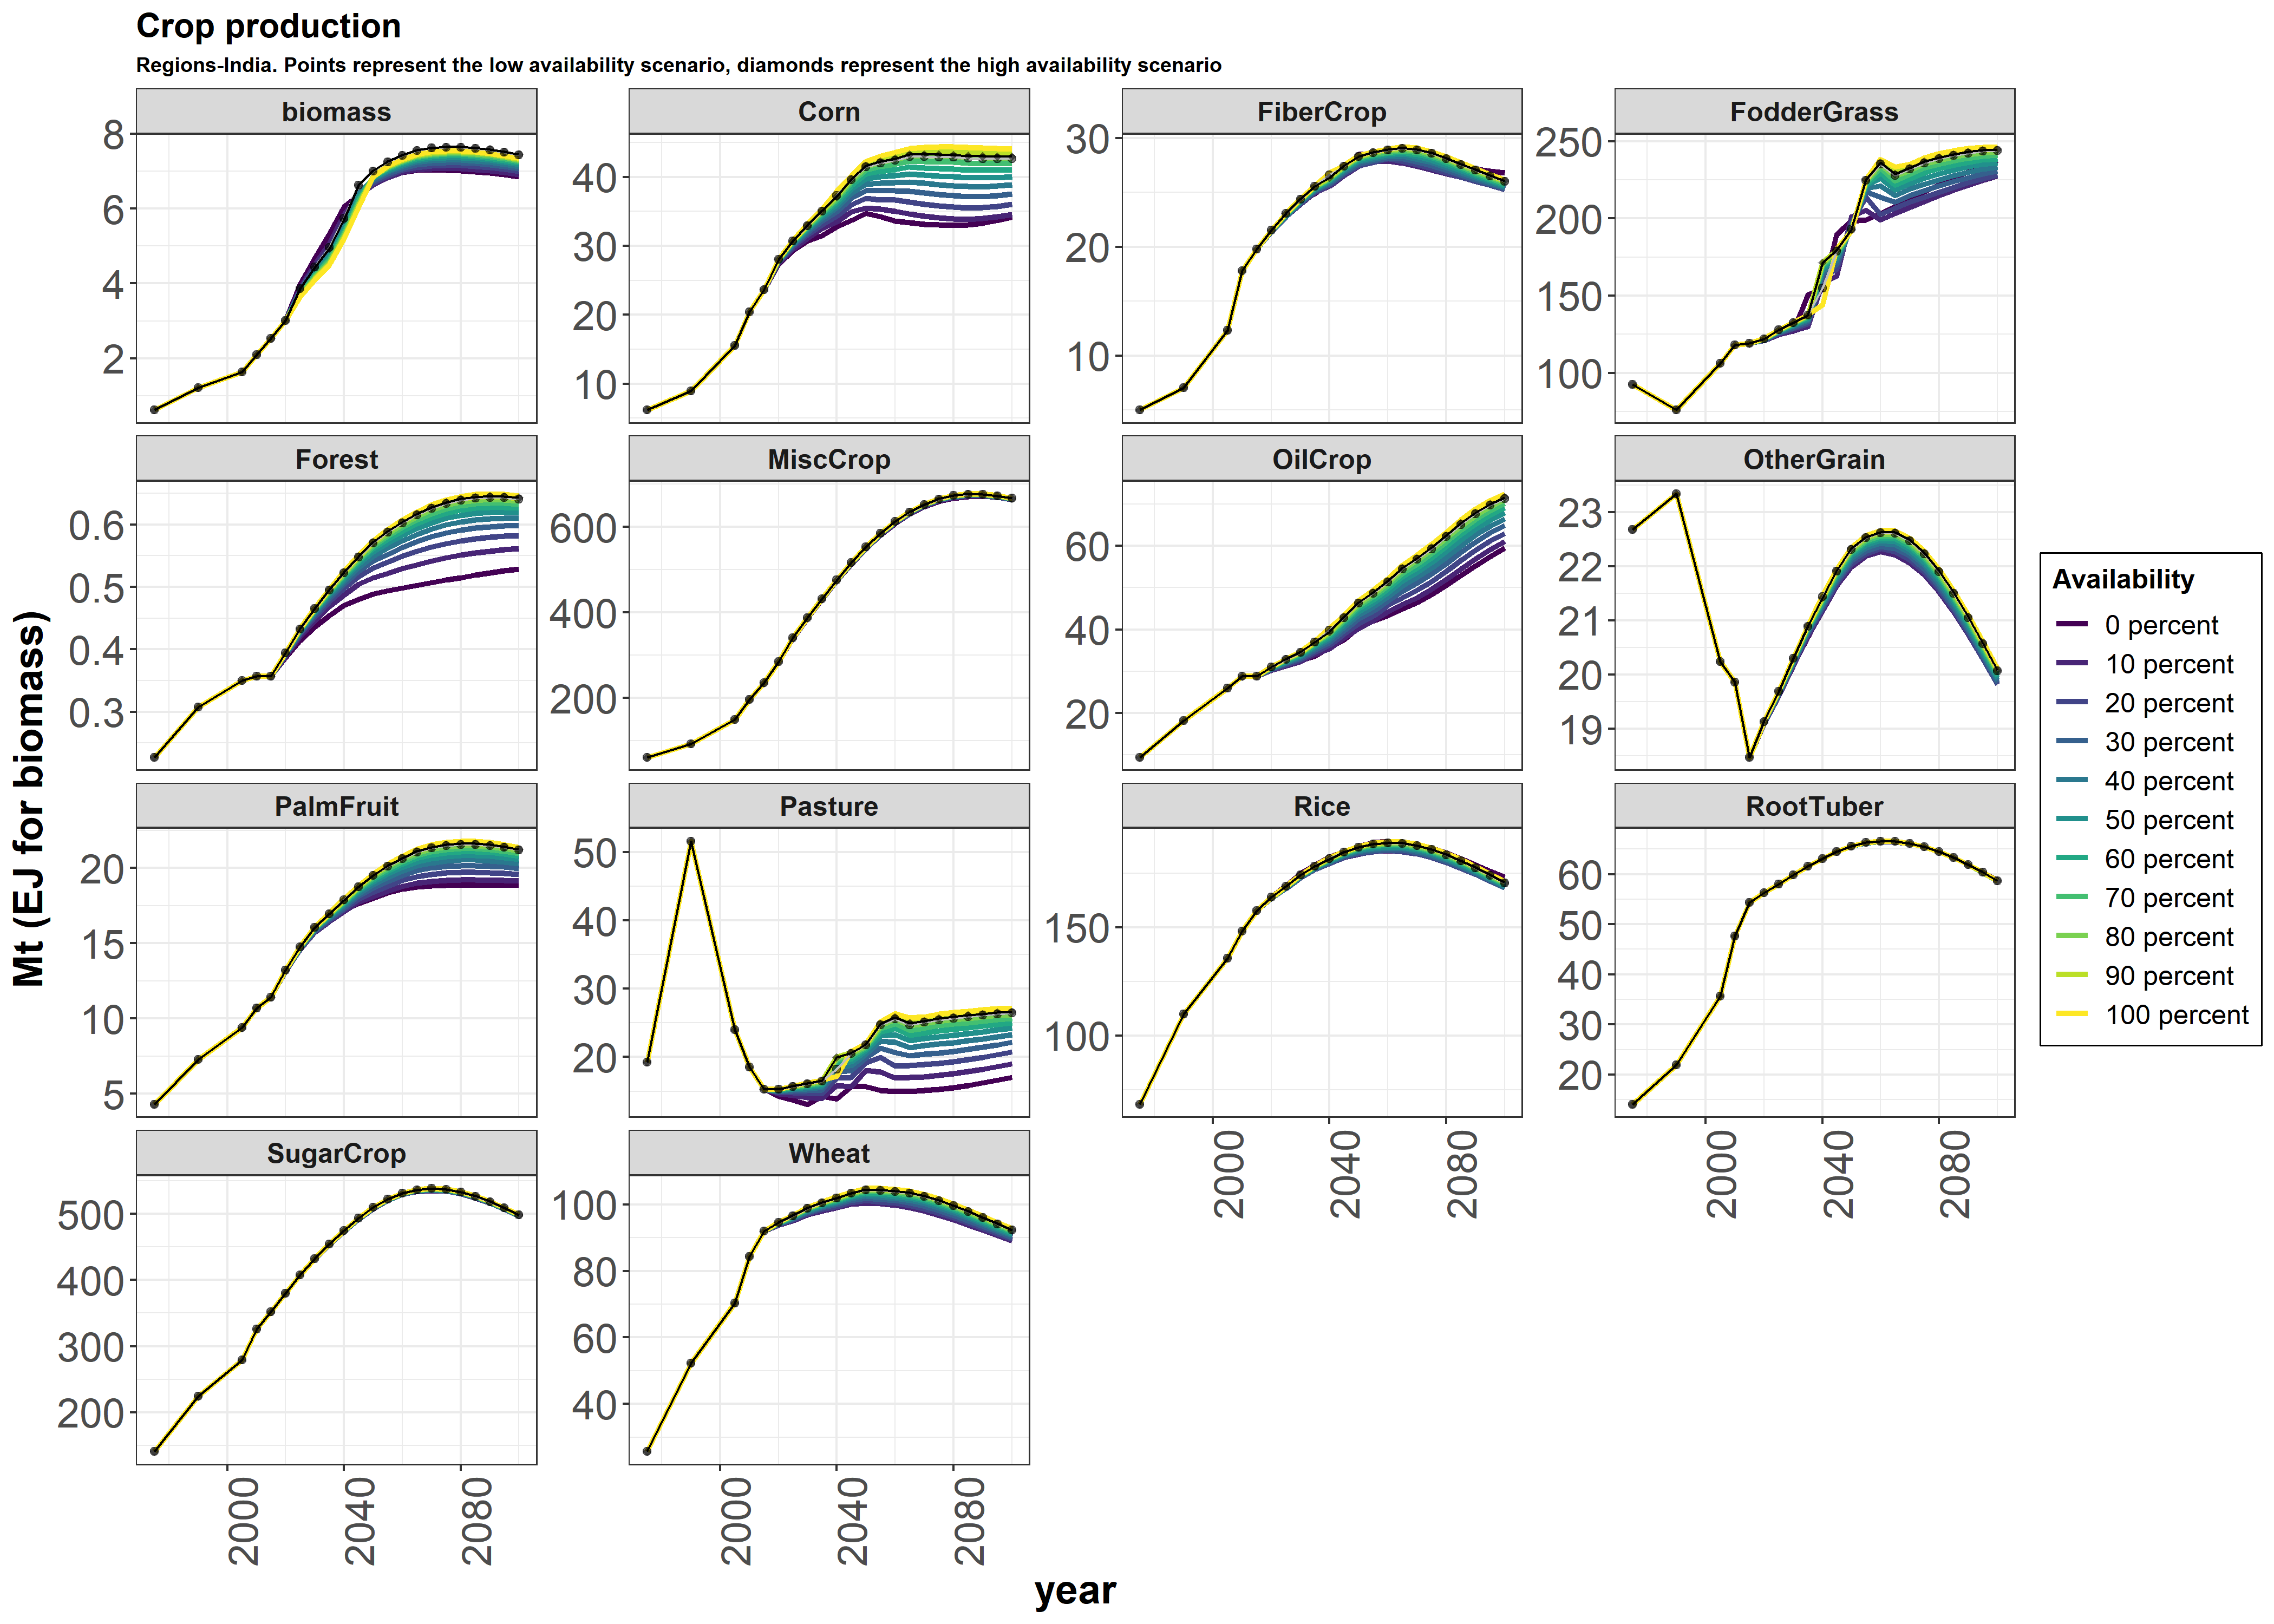 Crop production
Regions-India. Points represent the low availability scenario, diamonds represent the high availability scenario
biomass
Corn
FiberCrop
FodderGrass
8
6
4
2
40
30
20
10
30
20
10
250
200
150
100
Forest
MiscCrop
OilCrop
OtherGrain
0.6
0.5
0.4
0.3
600
400
200
60
40
20
23
22
21
20
19
PalmFruit
Pasture
Rice
RootTuber
20
15
10
5
50
40
30
20
150
100
60
50
40
30
20
2000
2040
2080
2000
2040
2080
SugarCrop
Wheat
500
400
300
200
100
80
60
40
2000
2040
2080
2000
2040
2080
year
Mt (EJ for biomass)
Availability
0 percent
10 percent
20 percent
30 percent
40 percent
50 percent
60 percent
70 percent
80 percent
90 percent
100 percent